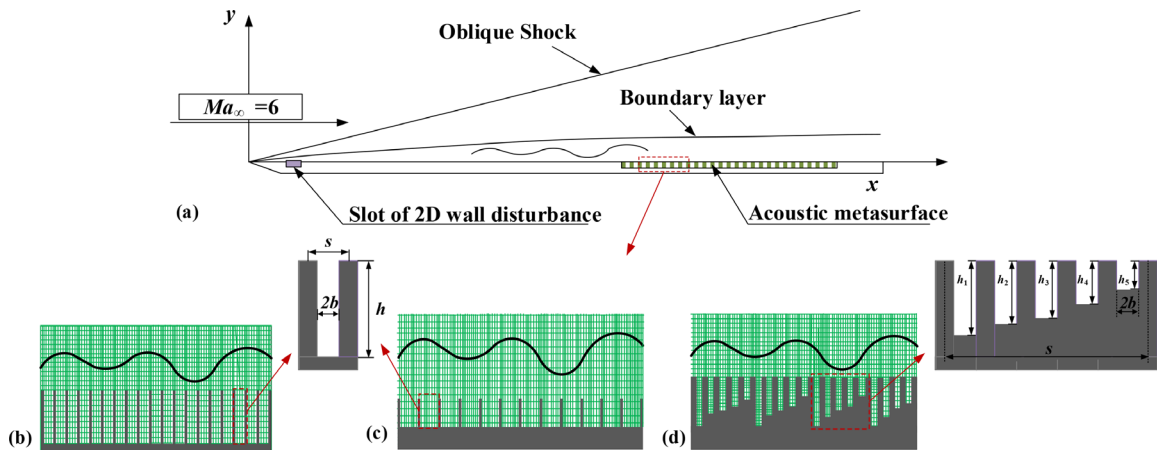 y
Oblique Shock
Ma∞ =6
Boundary layer
x
Slot of 2D wall disturbance
Acoustic metasurface
(a)
s
2b
h
h₁
h₂
h₃
h₄
h₅
2b
s
(b)
(c)
(d)